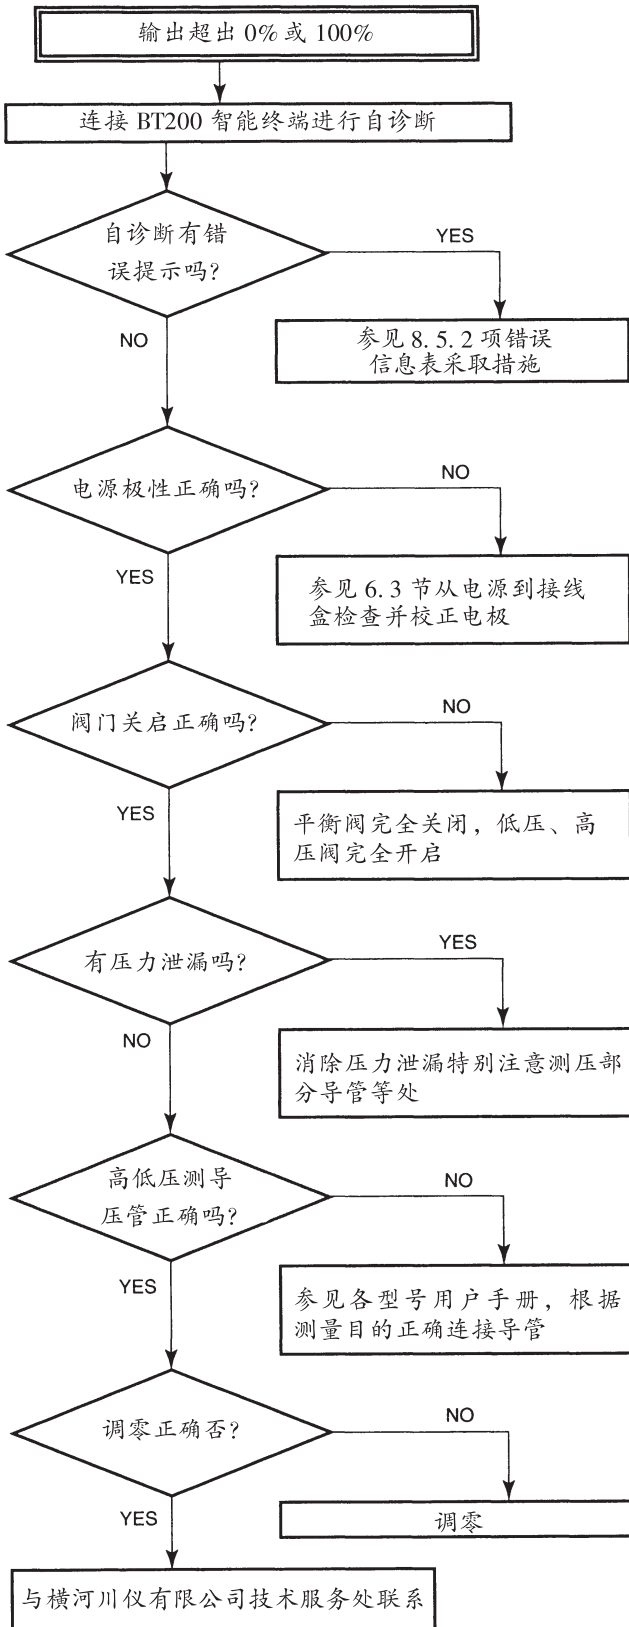 输出超出 0% 或 100%
连接 BT200 智能终端进行自诊断
自诊断有错
误提示吗?
YES
NO
参见 8.5.2 项错误
信息表采取措施
电源极性正确吗?
NO
YES
参见 6.3 节从电源到接线
盒检查并校正电极
阀门关启正确吗?
NO
YES
平衡阀完全关闭，低压、高
压阀完全开启
有压力泄漏吗?
YES
NO
消除压力泄漏特别注意测压部
分导管等处
高低压测导
压管正确吗?
NO
YES
参见各型号用户手册，根据
测量目的正确连接导管
调零正确否?
NO
YES
调零
与横河川仪有限公司技术服务处联系